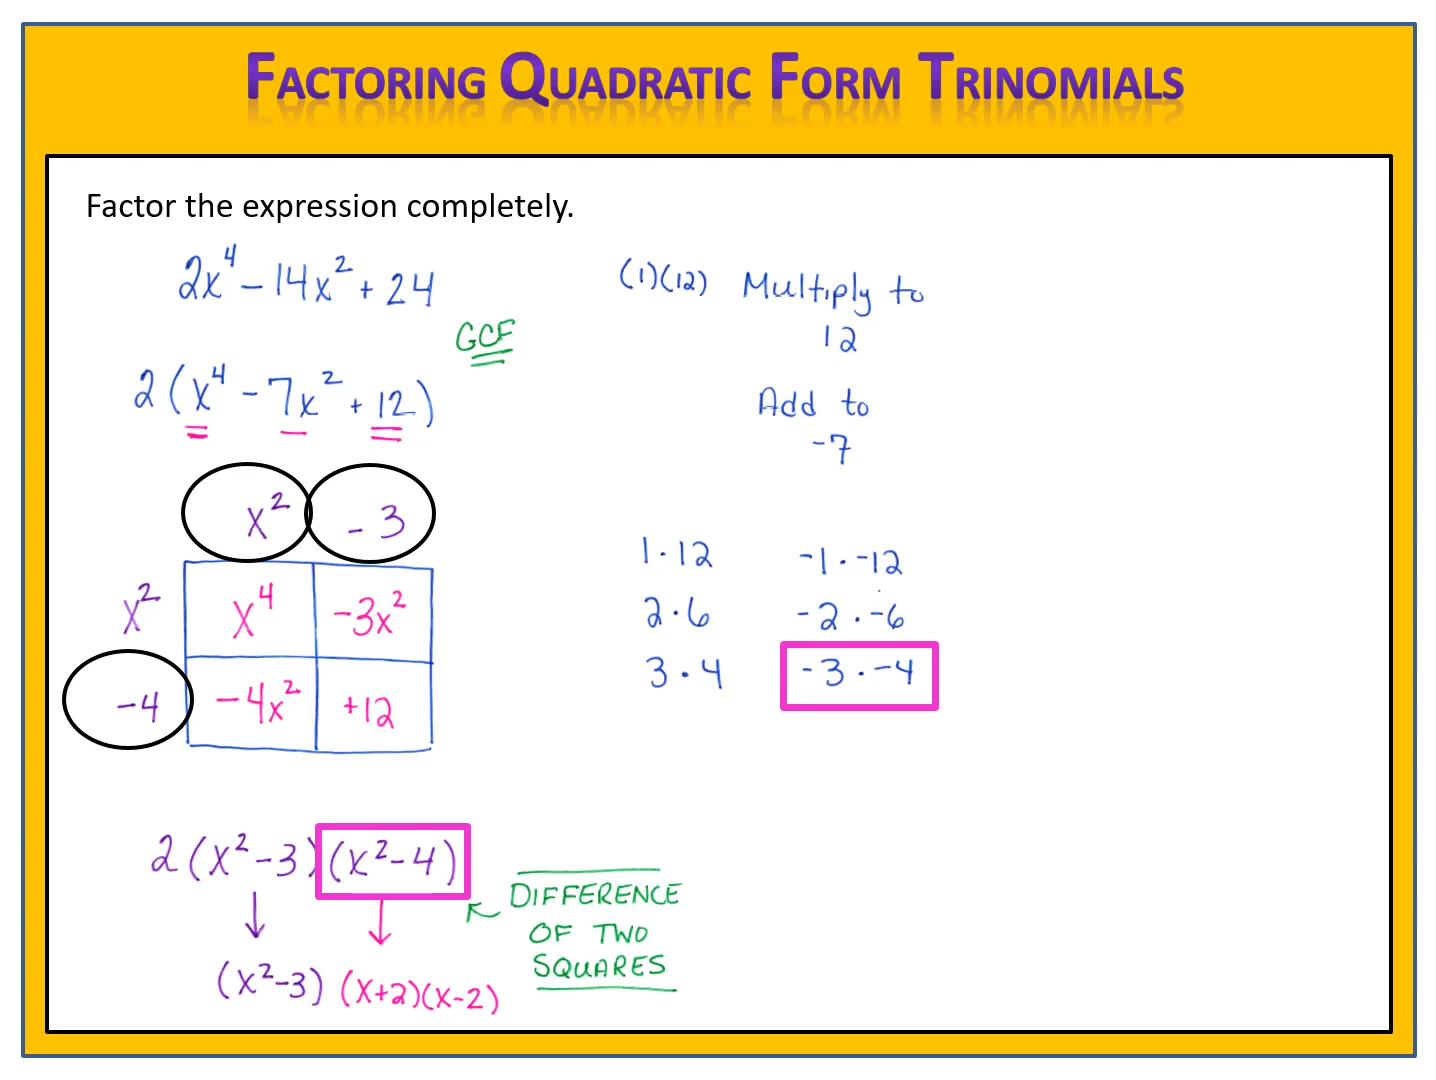 FACTORING QUADRATIC FORM TRINOMIALS
Factor the expression completely.
2x⁴ - 14x² + 24
GCF
2(x⁴ - 7x² + 12)
(1)(12) Multiply to
12
Add to
-7
x² - 3
x² x⁴ -3x²
-4 -4x² +12
1 · 12 -1 · -12
2 · 6 -2 · -6
3 · 4 -3 · -4
2(x²-3)(x²-4)
DIFFERENCE
OF TWO
SQUARES
(x²-3)(x+2)(x-2)